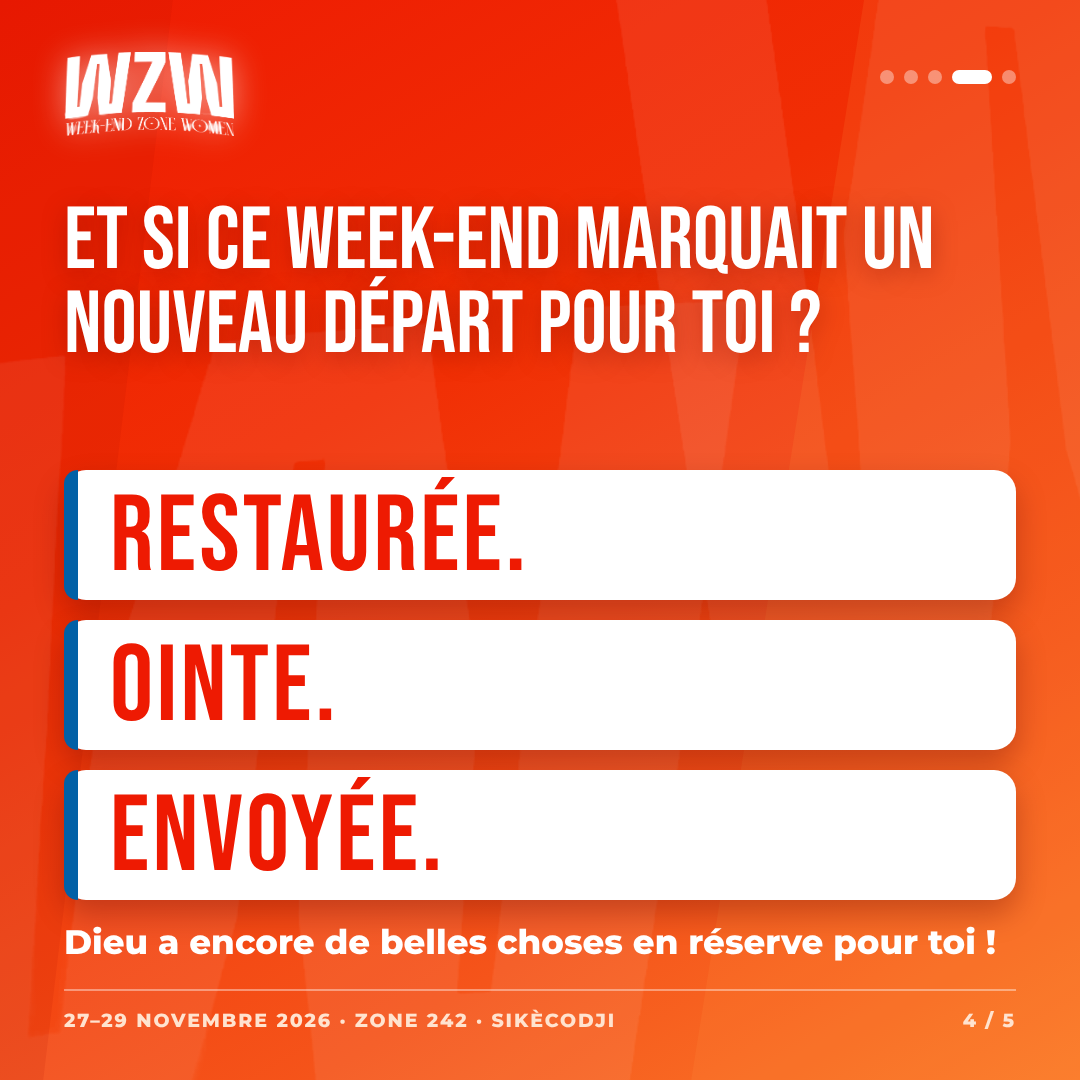 WZW
WEEK-END ZONE WOMEN
ET SI CE WEEK-END MARQUAIT UN
NOUVEAU DÉPART POUR TOI ?
RESTAURÉE.
OINTE.
ENVOYÉE.
Dieu a encore de belles choses en réserve pour toi !
27–29 NOVEMBRE 2026 · ZONE 242 · SIKÈCODJI
4 / 5